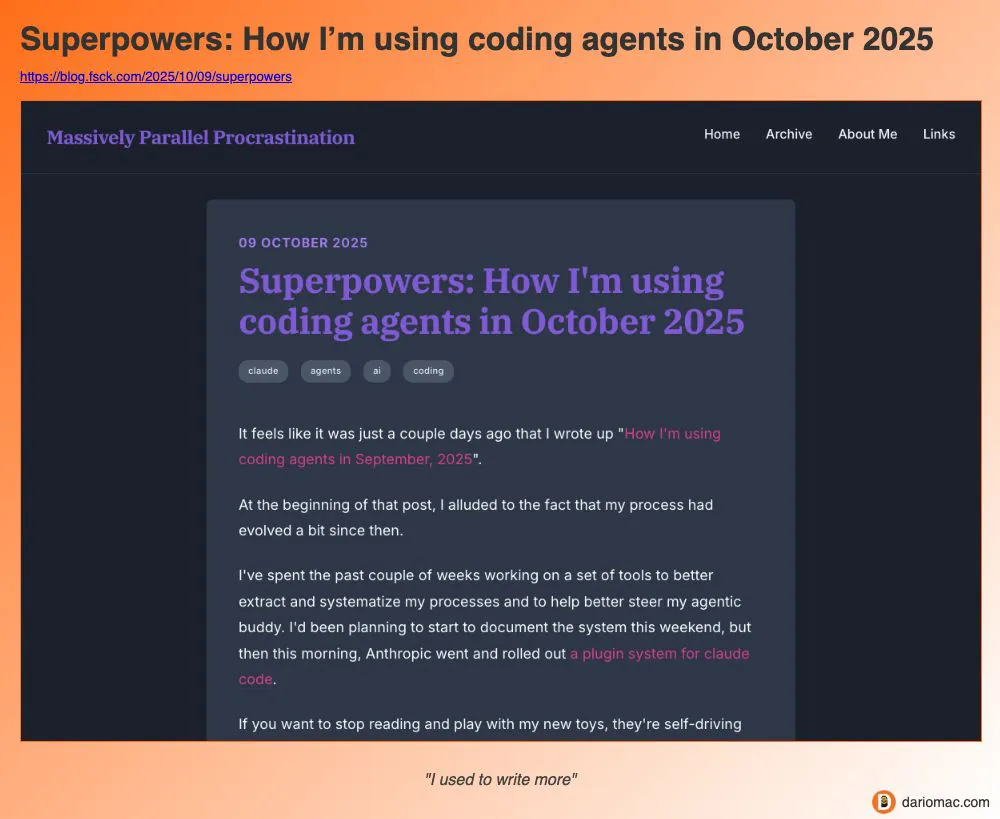 Superpowers: How I’m using coding agents in October 2025
https://blog.fsck.com/2025/10/09/superpowers
Massively Parallel Procrastination
Home Archive About Me Links
09 OCTOBER 2025
Superpowers: How I'm using
coding agents in October 2025
claude agents ai coding
It feels like it was just a couple days ago that I wrote up "How I'm using
coding agents in September, 2025".
At the beginning of that post, I alluded to the fact that my process had
evolved a bit since then.
I've spent the past couple of weeks working on a set of tools to better
extract and systematize my processes and to help better steer my agentic
buddy. I'd been planning to start to document the system this weekend, but
then this morning, Anthropic went and rolled out a plugin system for claude
code.
If you want to stop reading and play with my new toys, they're self-driving
"I used to write more"
dariomac.com